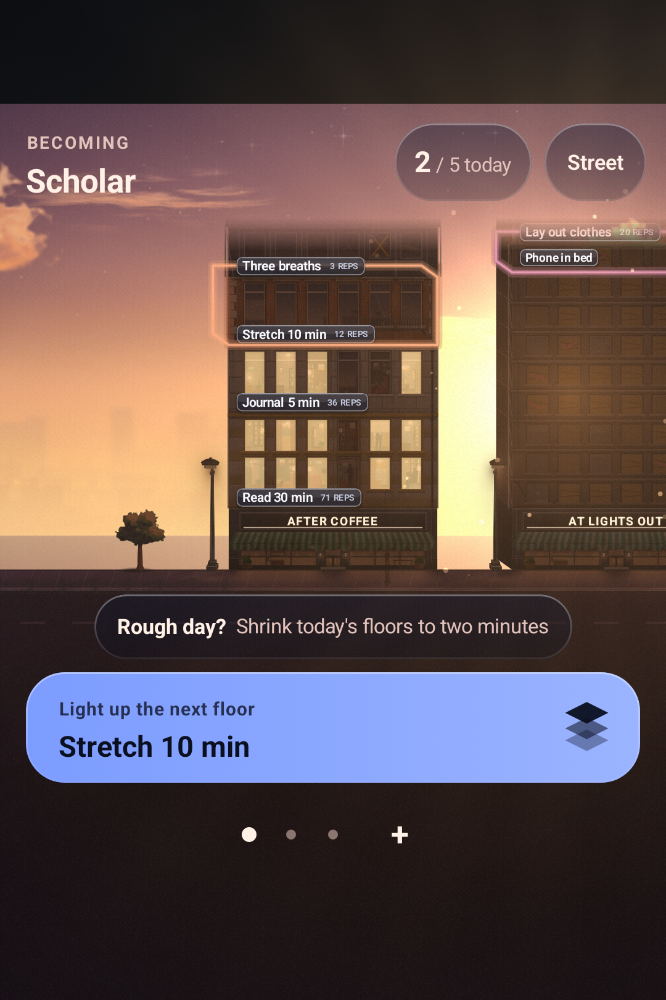 BECOMING
Scholar
2 / 5 today
Street
Lay out clothes 20 REPS
Phone in bed
Three breaths 3 REPS
Stretch 10 min 12 REPS
Journal 5 min 36 REPS
Read 30 min 71 REPS
AFTER COFFEE
AT LIGHTS OUT
Rough day? Shrink today's floors to two minutes
Light up the next floor
Stretch 10 min
+